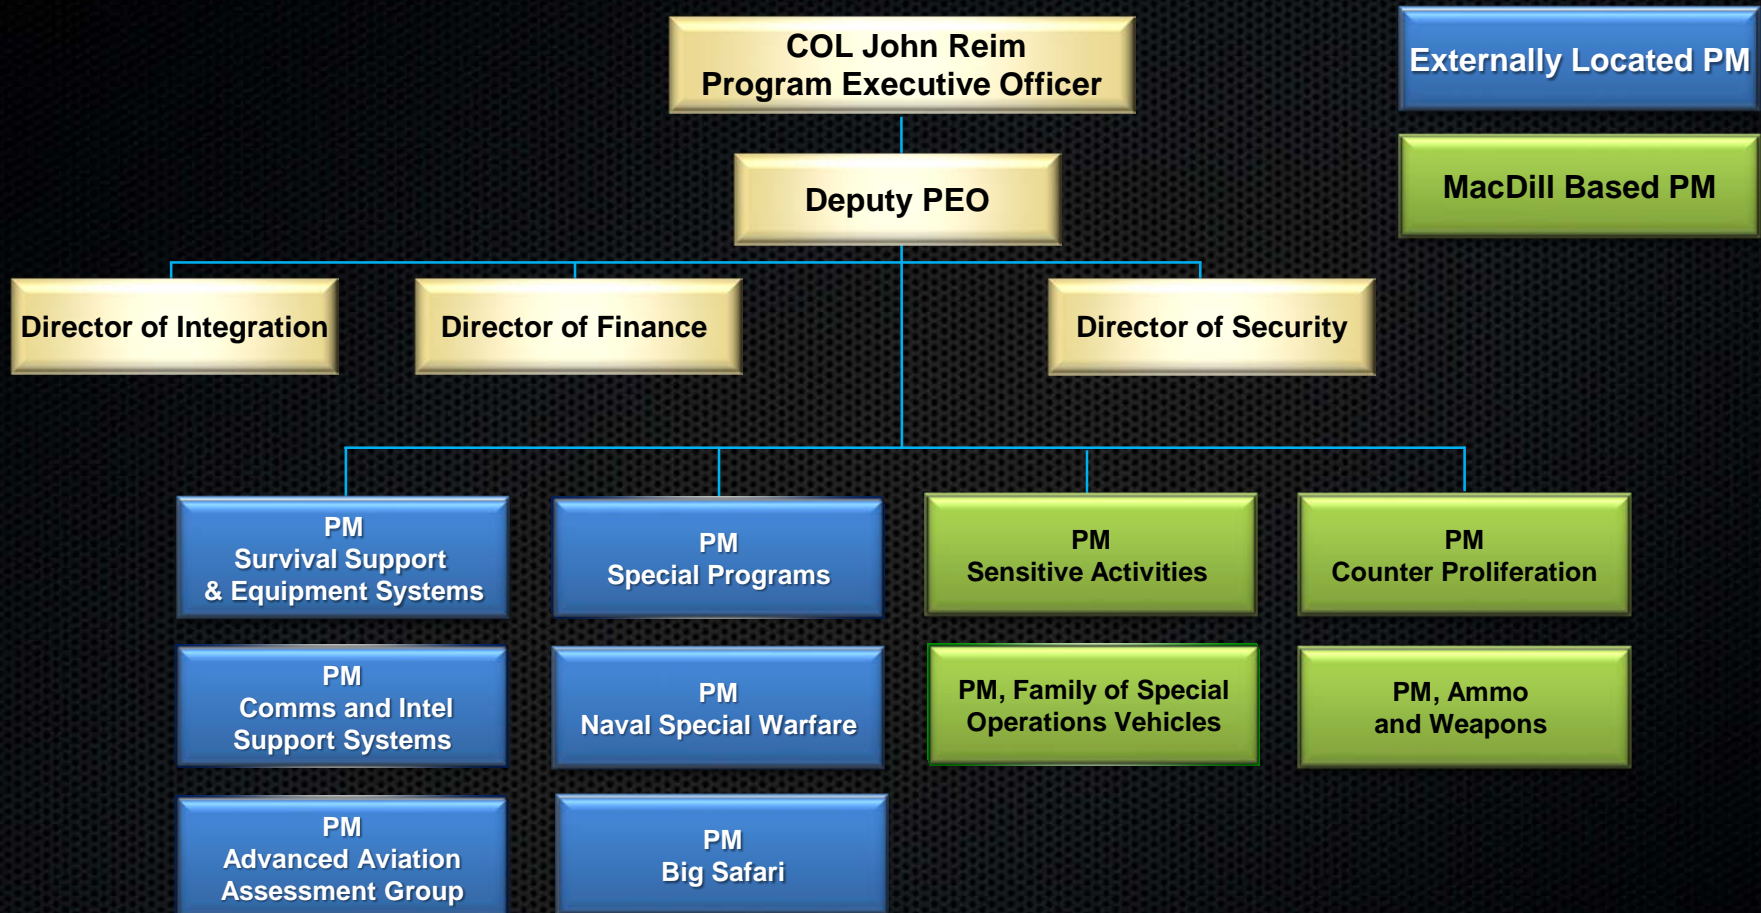 COL John Reim
Program Executive Officer
Externally Located PM
MacDill Based PM
Deputy PEO
Director of Integration
Director of Finance
Director of Security
PM
Survival Support
& Equipment Systems
PM
Special Programs
PM
Sensitive Activities
PM
Counter Proliferation
PM
Comms and Intel
Support Systems
PM
Naval Special Warfare
PM, Family of Special
Operations Vehicles
PM, Ammo
and Weapons
PM
Advanced Aviation
Assessment Group
PM
Big Safari